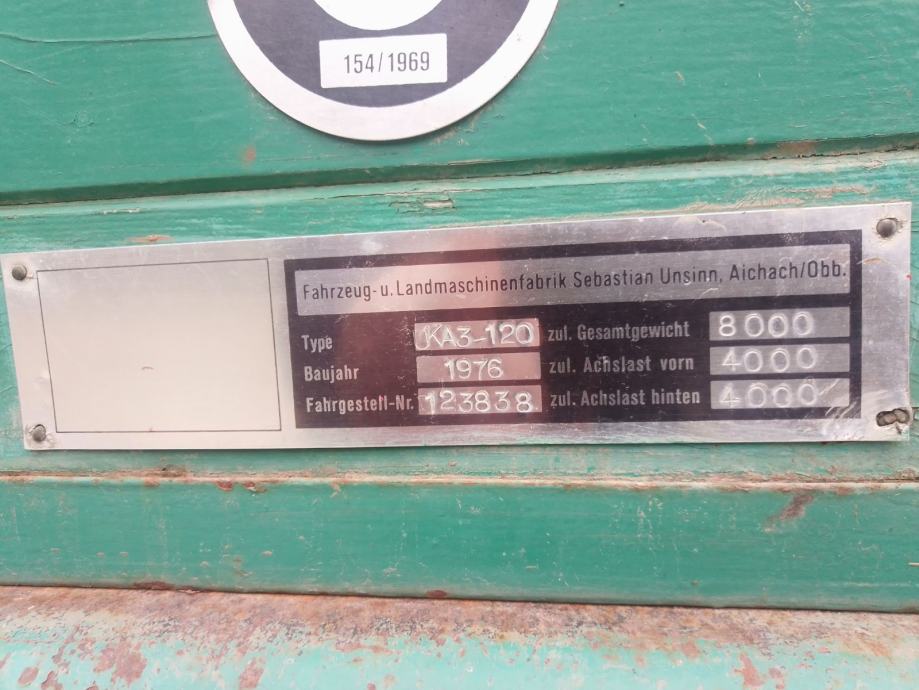 154/1969
Fahrzeug- u. Landmaschinenfabrik Sebastian Unsinn, Aichach/Obb.
Type KA3-120 zul. Gesamtgewicht 8000
Baujahr 1976 zul. Achslast vorn 4000
Fahrgestell-Nr. 123838. zul. Achslast hinten 4000